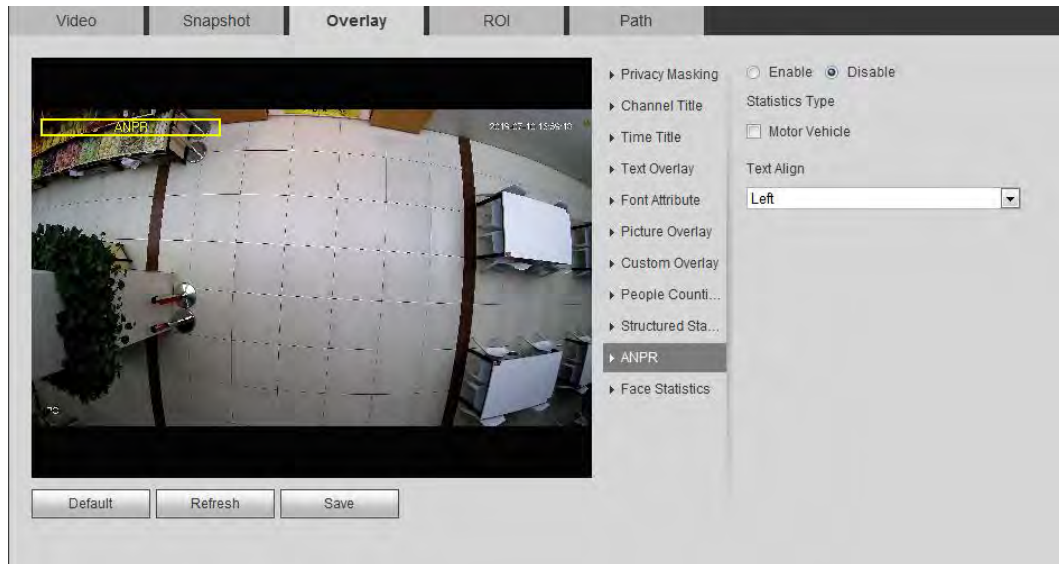 Video Snapshot Overlay ROI Path
ANPR
Privacy Masking
Channel Title
Time Title
Text Overlay
Font Attribute
Picture Overlay
Custom Overlay
People Counti...
Structured Sta...
ANPR
Face Statistics
Enable Disable
Statistics Type
Motor Vehicle
Text Align
Left
Default Refresh Save